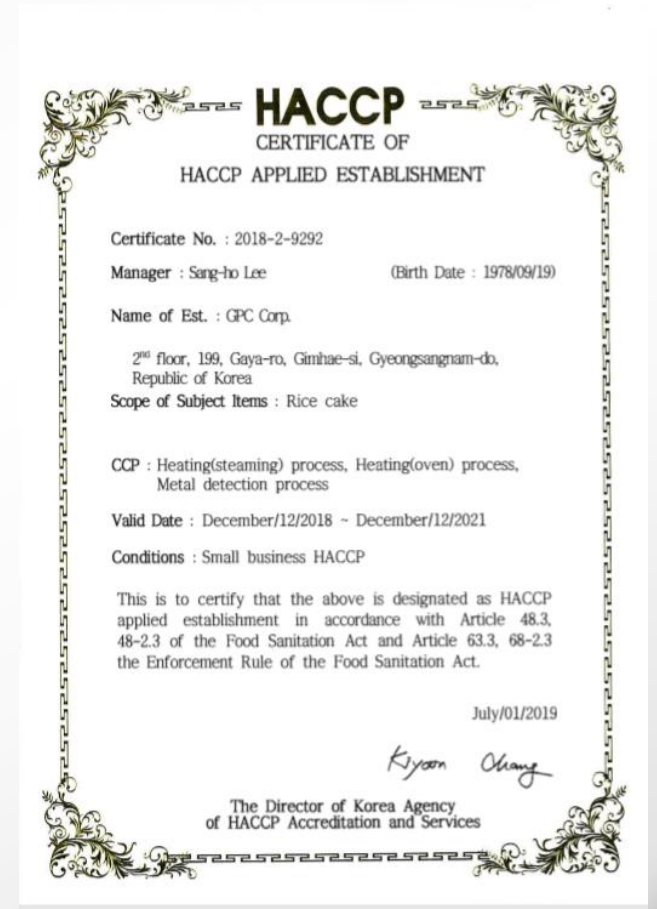 HACCP
CERTIFICATE OF
HACCP APPLIED ESTABLISHMENT
Certificate No. : 2018-2-9292
Manager : Sang-ho Lee (Birth Date : 1978/09/19)
Name of Est. : GPC Corp.
2nd floor, 199, Gaya-ro, Gimhae-si, Gyeongsangnam-do,
Republic of Korea
Scope of Subject Items : Rice cake
CCP : Heating(steaming) process, Heating(oven) process,
Metal detection process
Valid Date : December/12/2018 ~ December/12/2021
Conditions : Small business HACCP
This is to certify that the above is designated as HACCP
applied establishment in accordance with Article 48.3,
48-2.3 of the Food Sanitation Act and Article 63.3, 68-2.3
the Enforcement Rule of the Food Sanitation Act.
July/01/2019
Kiyoon Chang
The Director of Korea Agency
of HACCP Accreditation and Services